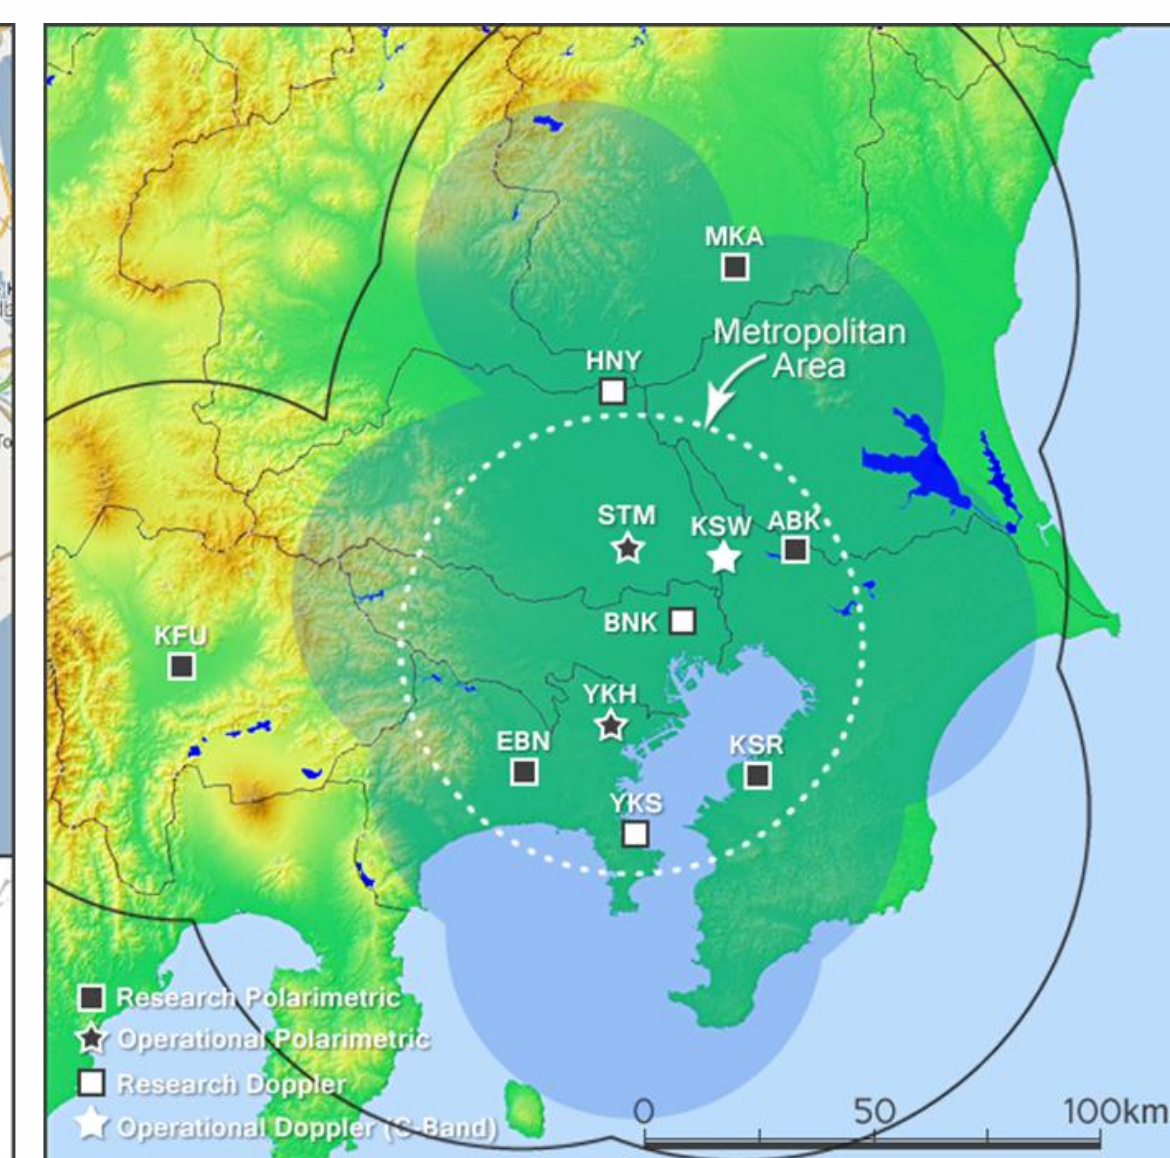 MKA
Metropolitan
Area
HNY
STM
KSW
ABK
BNK
KFU
YKH
EBN
KSR
YKS
Research Polarimetric
Operational Polarimetric
Research Doppler
Operational Doppler (C-Band)
0 50 100km